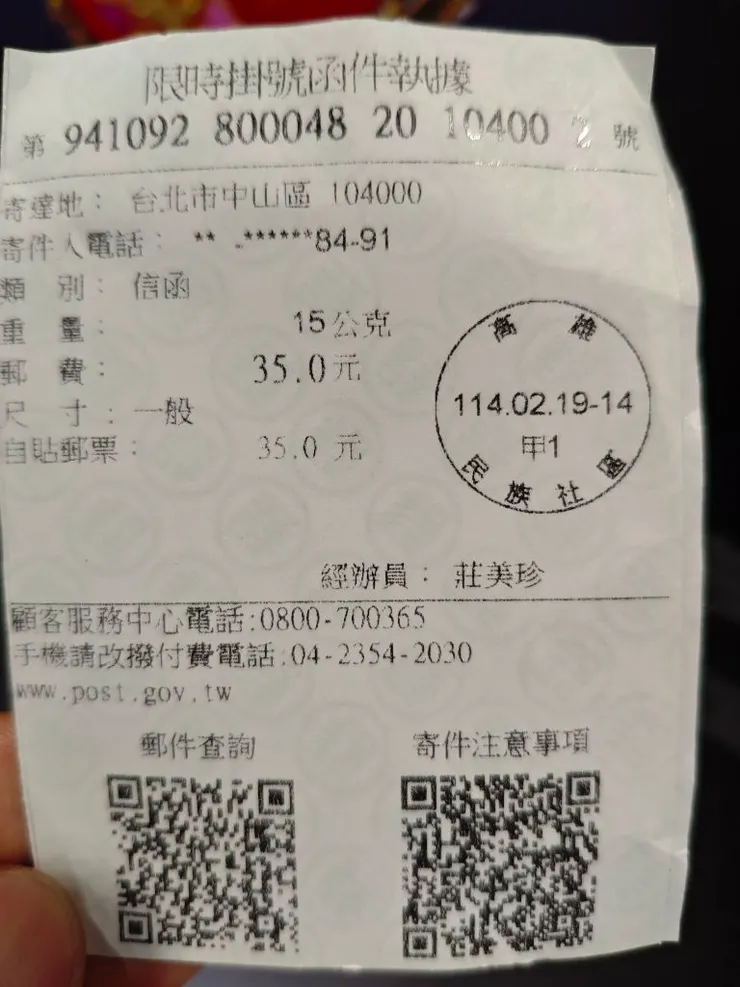 限時掛號函件執據
第 941092 800048 20 10400 號
寄達地： 台北市中山區 104000
寄件人電話： ** -******84-91
類 別： 信函
重 量： 15公克
郵 費： 35.0元
尺 寸： 一般
自貼郵票： 35.0 元
高雄
114.02.19-14
甲1
民族社區
經辦員： 莊美珍
顧客服務中心電話:0800-700365
手機請改撥付費電話:04-2354-2030
www.post.gov.tw
郵件查詢 寄件注意事項